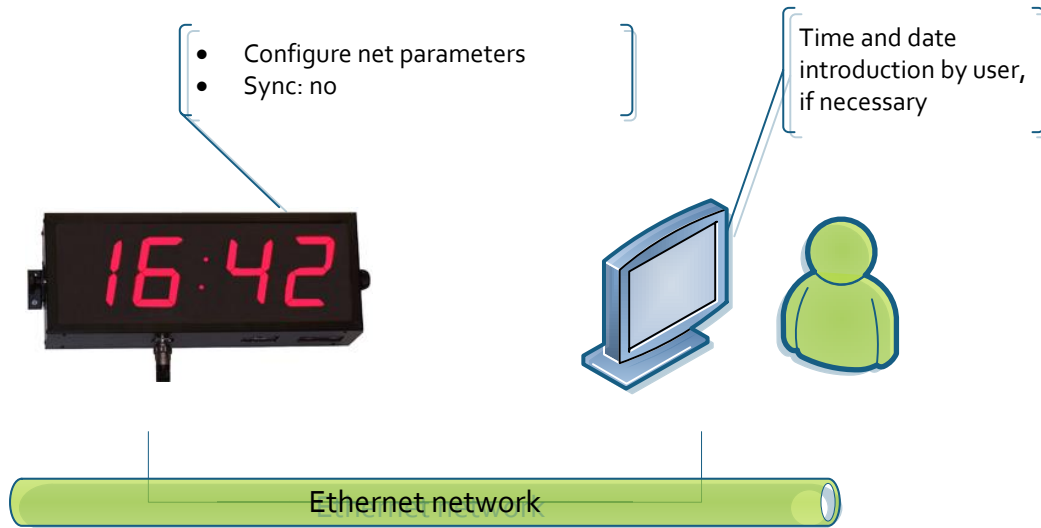 • Configure net parameters
• Sync: no
Time and date
introduction by user,
if necessary
16:42
Ethernet network